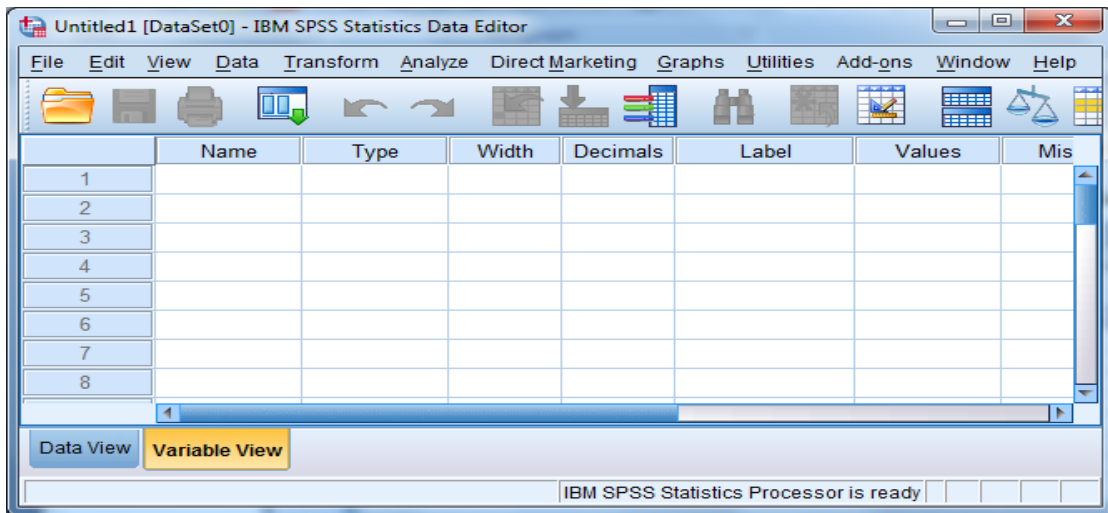 Untitled1 [DataSet0] - IBM SPSS Statistics Data Editor
File Edit View Data Transform Analyze Direct Marketing Graphs Utilities Add-ons Window Help
Name Type Width Decimals Label Values Mis
1
2
3
4
5
6
7
8
Data View Variable View
IBM SPSS Statistics Processor is ready